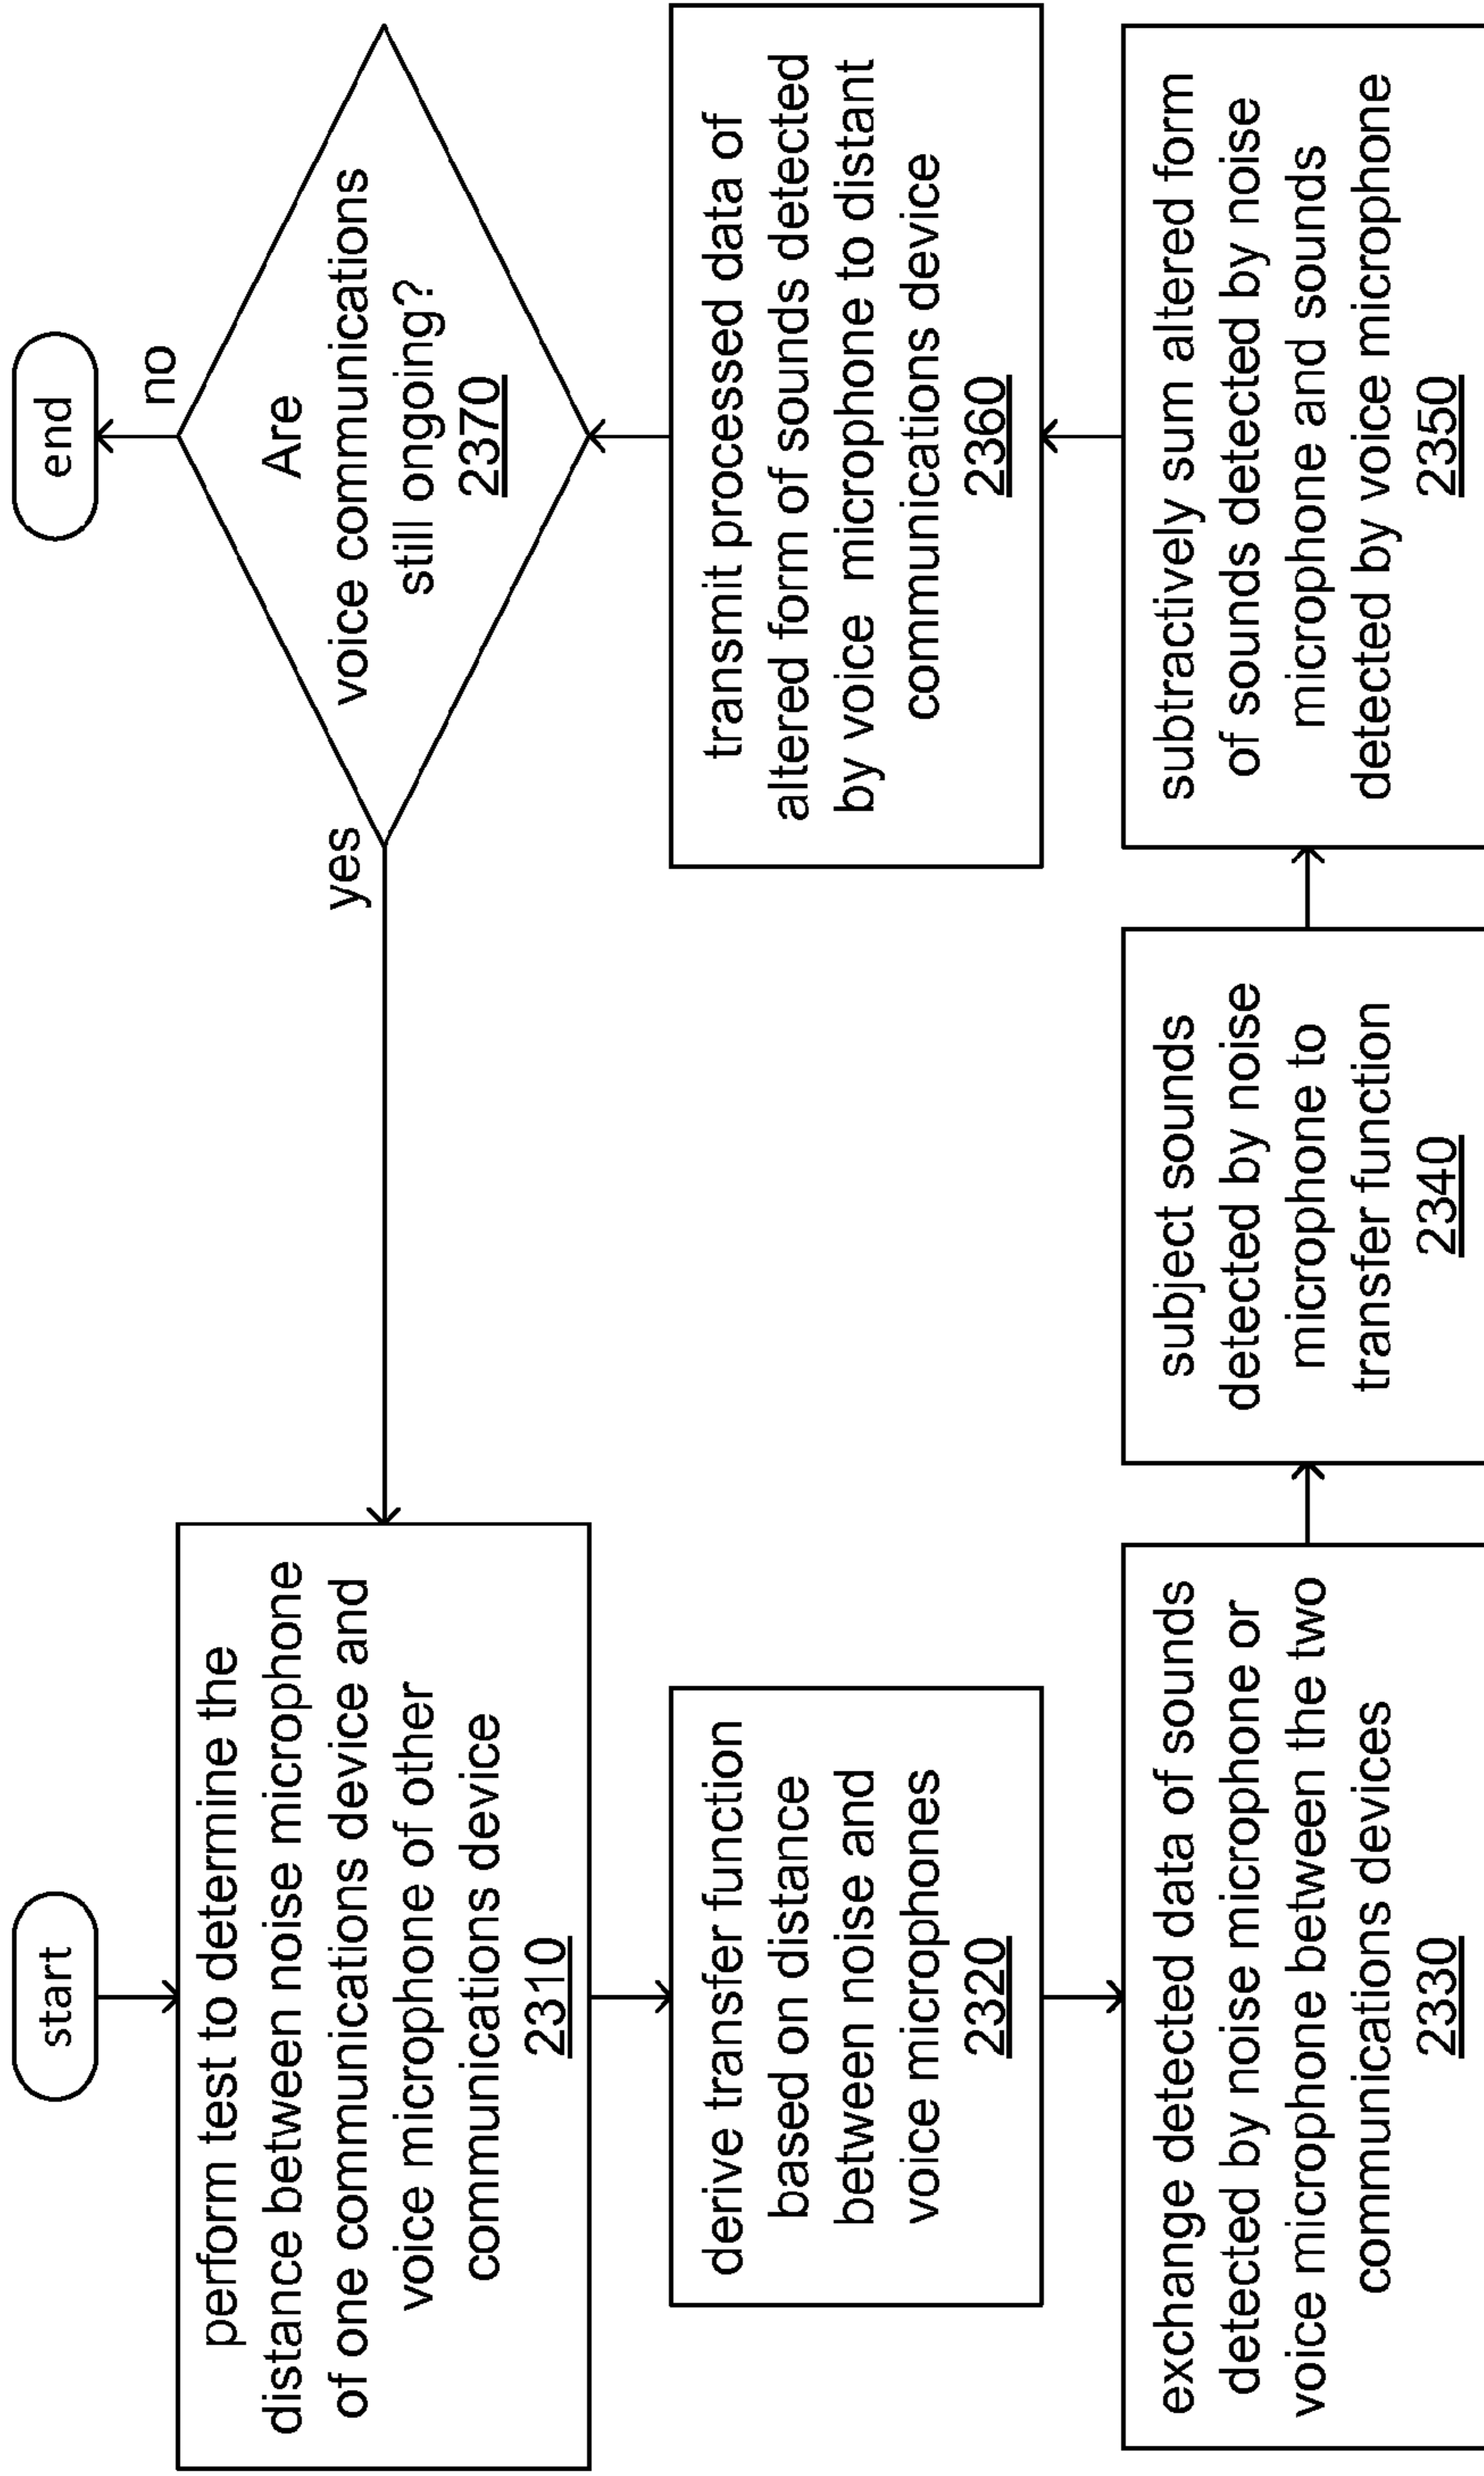 start
perform test to determine the
distance between noise microphone
of one communications device and
voice microphone of other
communications device
2310
derive transfer function
based on distance
between noise and
voice microphones
2320
exchange detected data of sounds
detected by noise microphone or
voice microphone between the two
communications devices
2330
subject sounds
detected by noise
microphone to
transfer function
2340
subtractively sum altered form
of sounds detected by noise
microphone and sounds
detected by voice microphone
2350
transmit processed data of
altered form of sounds detected
by voice microphone to distant
communications device
2360
Are
voice communications
still ongoing?
2370
yes
no
end